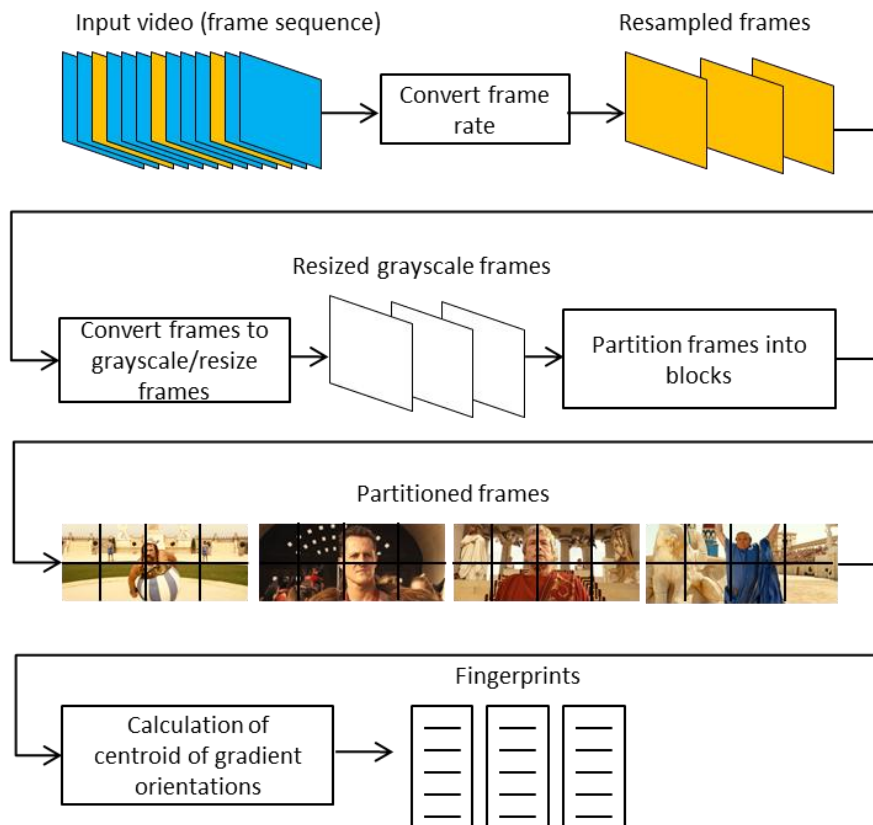 Input video (frame sequence)
Resampled frames
Convert frame
rate
Resized grayscale frames
Convert frames to
grayscale/resize
frames
Partition frames into
blocks
Partitioned frames
Fingerprints
Calculation of
centroid of gradient
orientations